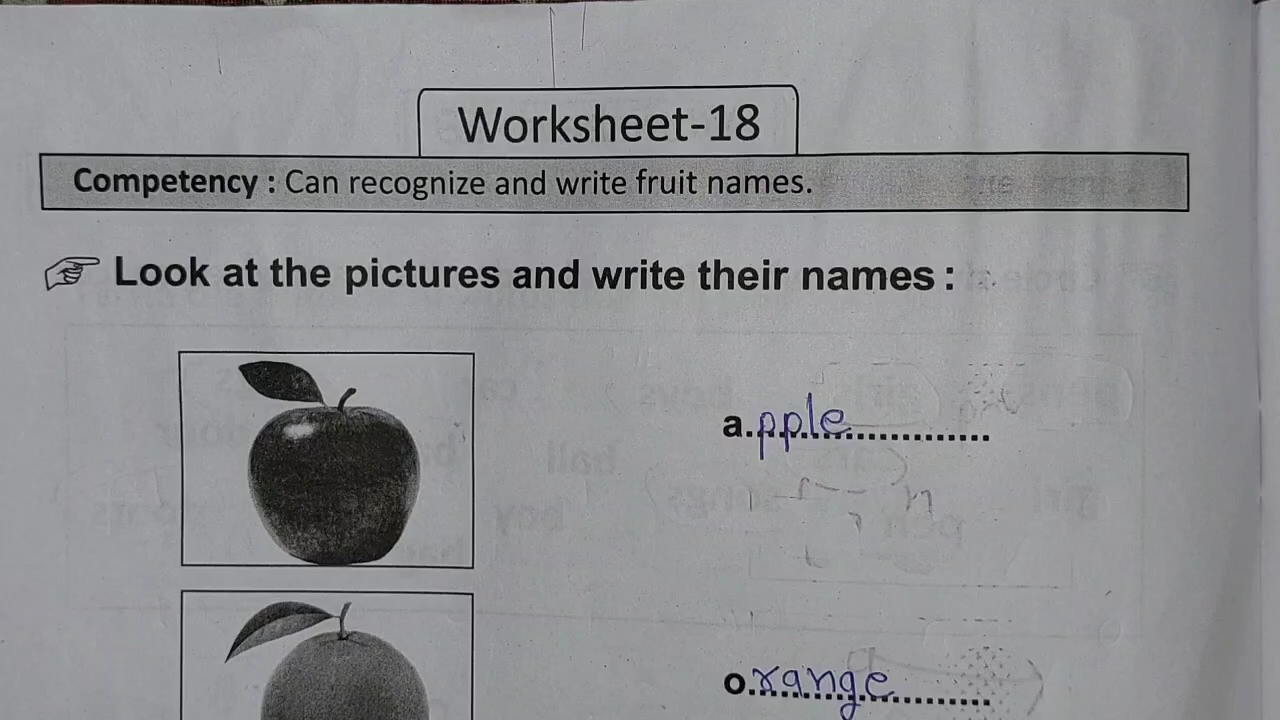 Worksheet-18
Competency : Can recognize and write fruit names.
Look at the pictures and write their names :
a.pple................
o.range................